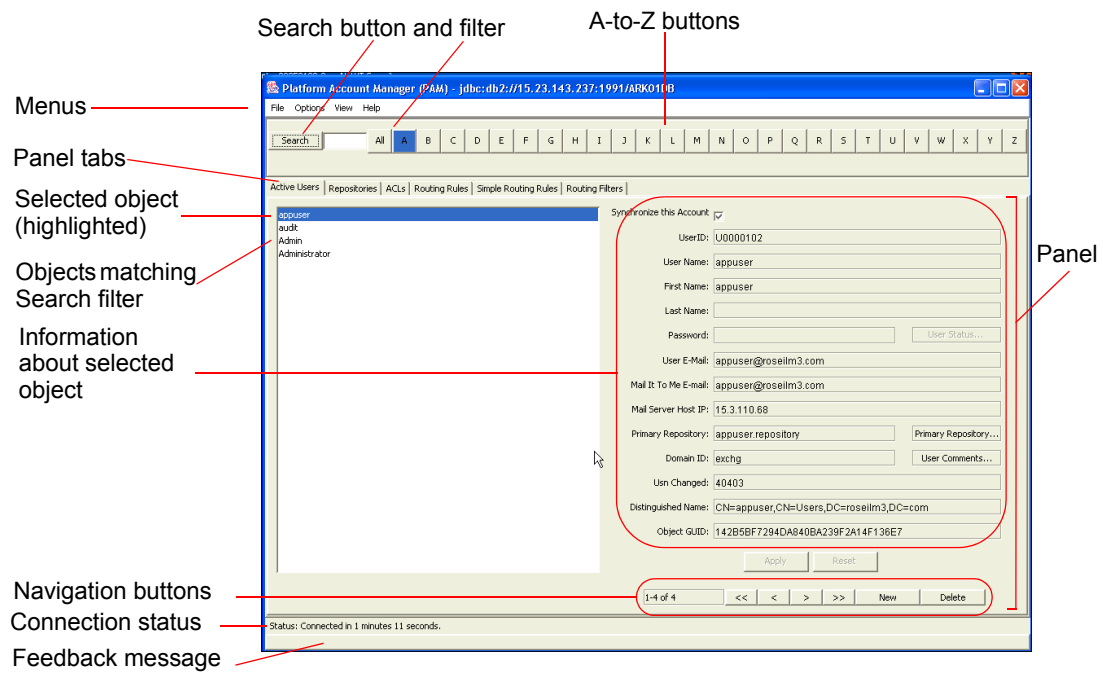 Search button and filter
A-to-Z buttons
Platform Account Manager (PAM) - jdbc:db2://15.23.143.237:1991/ARK01DB
Menus
File Options View Help
Search All A B C D E F G H I J K L M N O P Q R S T U V W X Y Z
Panel tabs
Active Users Repositories ACLs Routing Rules Simple Routing Rules Routing Filters
Selected object
(highlighted)
appuser
audit
Admin
Administrator
Objects matching
Search filter
Information
about selected
object
Synchronize this Account
UserID: U0000102
User Name: appuser
First Name: appuser
Last Name:
Password: User Status...
User E-Mail: appuser@roseilm3.com
Mail It To Me E-mail: appuser@roseilm3.com
Mail Server Host IP: 15.3.110.68
Primary Repository: appuser.repository Primary Repository...
Domain ID: exchg User Comments...
Usn Changed: 40403
Distinguished Name: CN=appuser,CN=Users,DC=roseilm3,DC=com
Object GUID: 142B5BF7294DA840BA239F2A14F136E7
Apply Reset
Panel
Navigation buttons
1-4 of 4 << < > >> New Delete
Connection status
Status: Connected in 1 minutes 11 seconds.
Feedback message